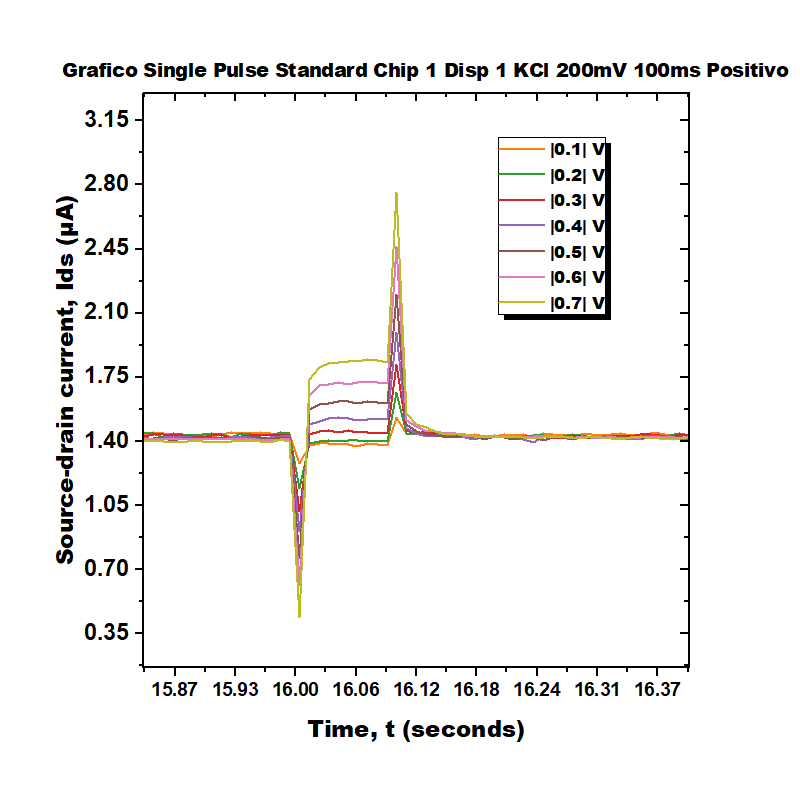 Grafico Single Pulse Standard Chip 1 Disp 1 KCl 200mV 100ms Positivo
3.15
2.80
2.45
2.10
1.75
1.40
1.05
0.70
0.35
Source-drain current, Ids (µA)
|0.1| V
|0.2| V
|0.3| V
|0.4| V
|0.5| V
|0.6| V
|0.7| V
15.87 15.93 16.00 16.06 16.12 16.18 16.24 16.31 16.37
Time, t (seconds)